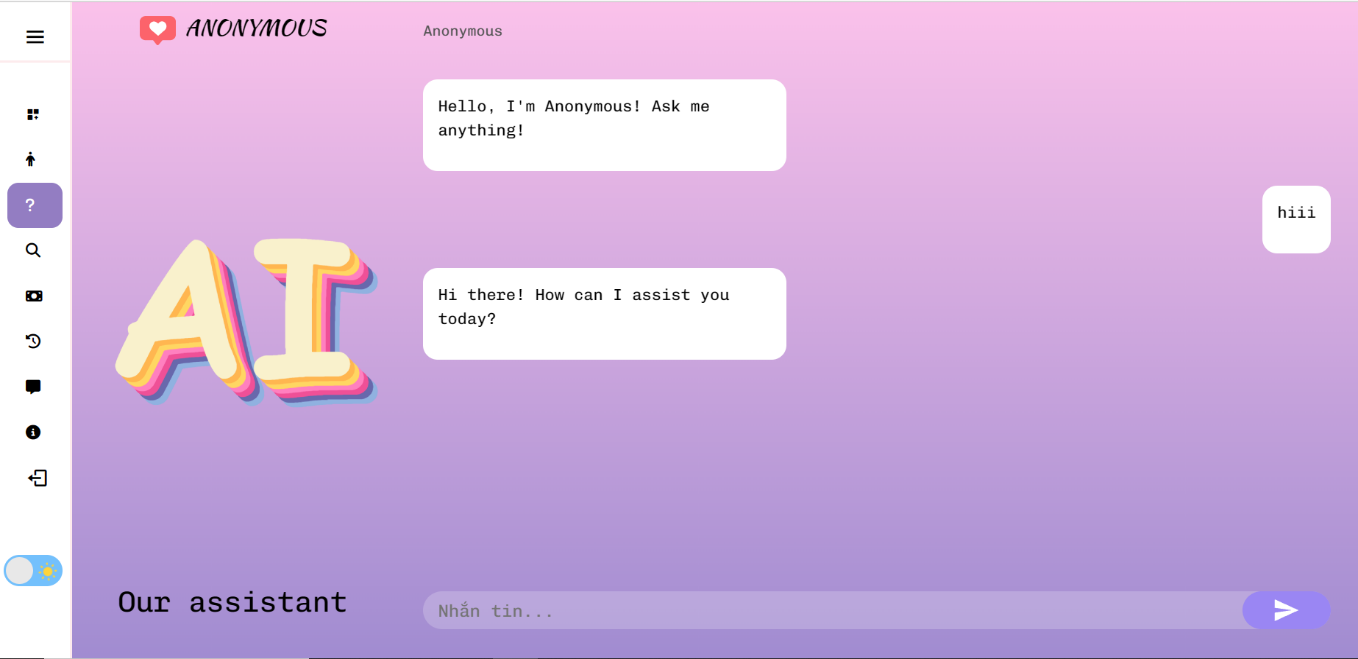 ANONYMOUS
Anonymous
Hello, I'm Anonymous! Ask me
anything!
hiii
Hi there! How can I assist you
today?
AI
Our assistant
Nhắn tin...